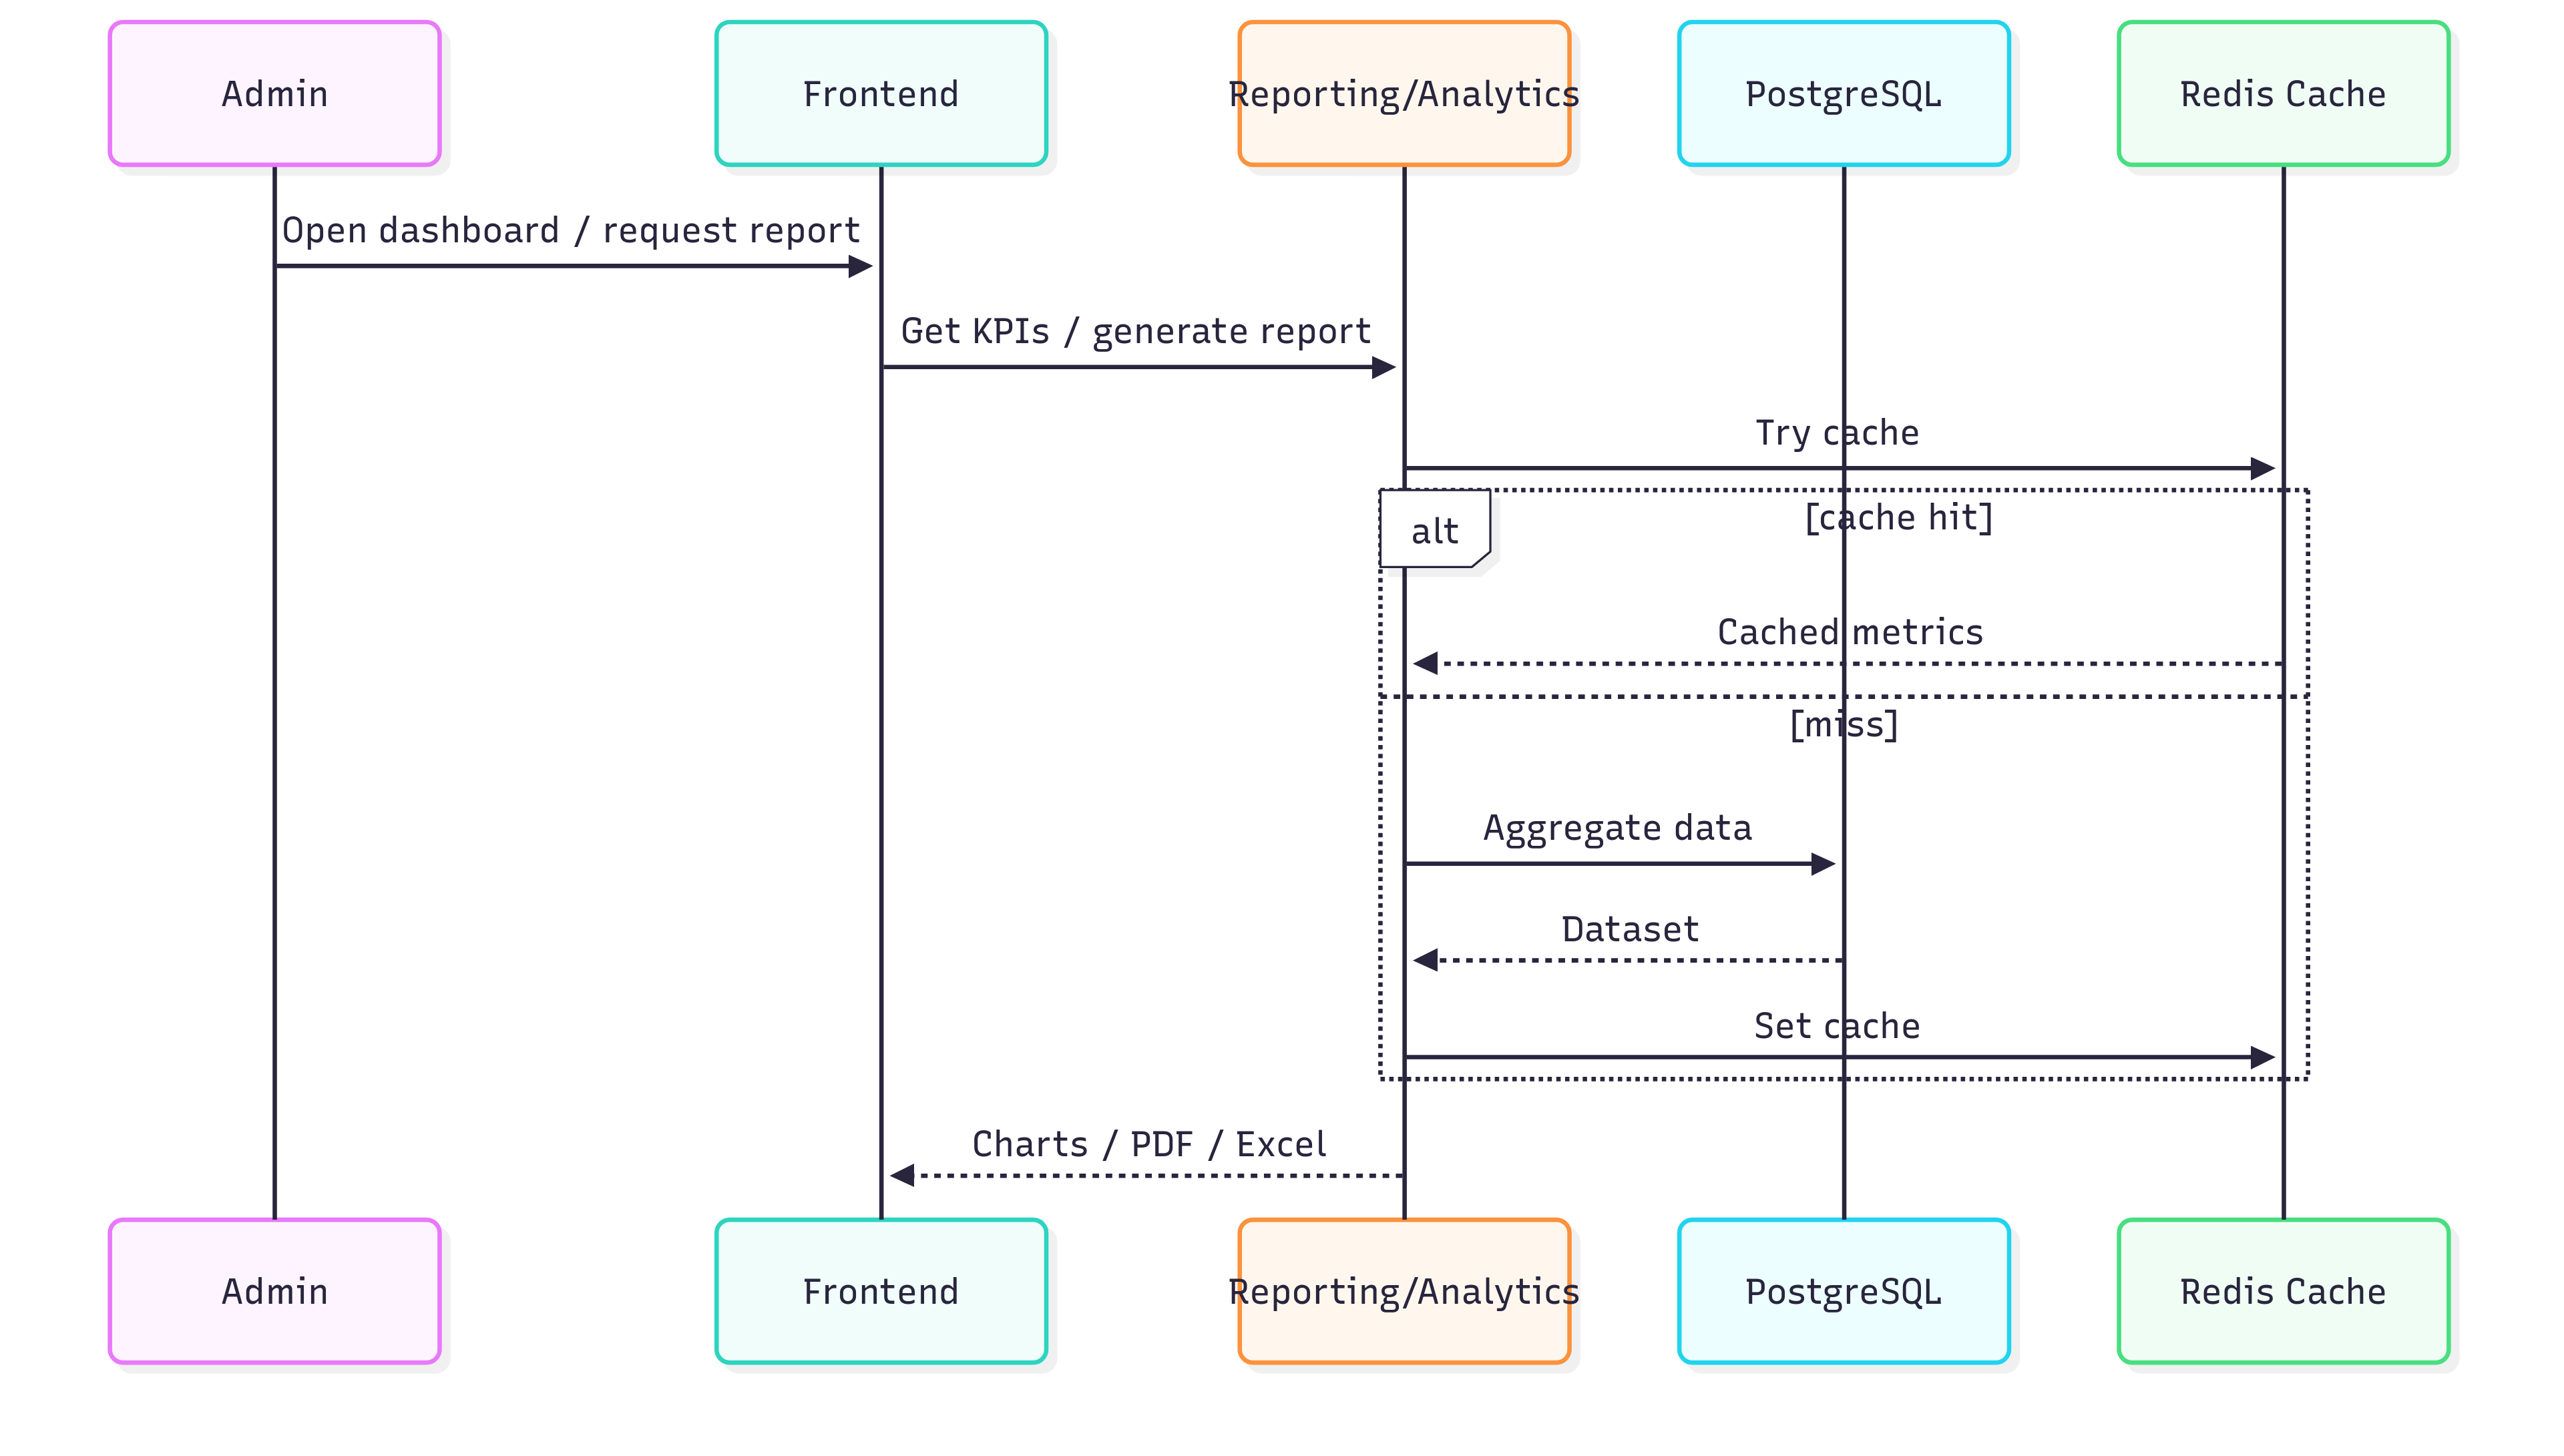 Admin
Frontend
Reporting/Analytics
PostgreSQL
Redis Cache
Open dashboard / request report
Get KPIs / generate report
Try cache
alt
[cache hit]
Cached metrics
[miss]
Aggregate data
Dataset
Set cache
Charts / PDF / Excel
Admin
Frontend
Reporting/Analytics
PostgreSQL
Redis Cache